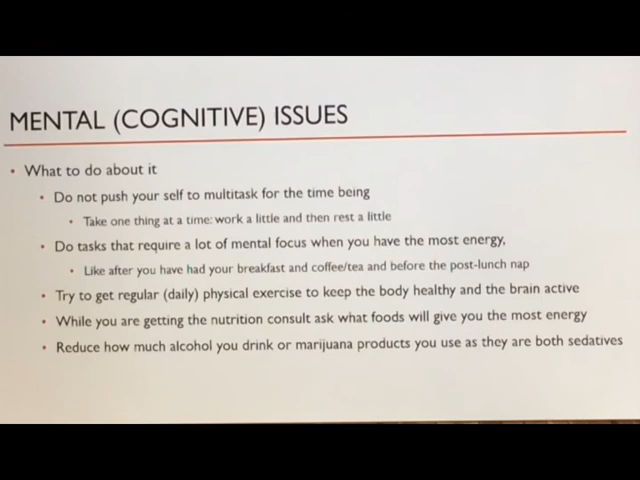 MENTAL (COGNITIVE) ISSUES
• What to do about it
• Do not push your self to multitask for the time being
• Take one thing at a time: work a little and then rest a little
• Do tasks that require a lot of mental focus when you have the most energy,
• Like after you have had your breakfast and coffee/tea and before the post-lunch nap
• Try to get regular (daily) physical exercise to keep the body healthy and the brain active
• While you are getting the nutrition consult ask what foods will give you the most energy
• Reduce how much alcohol you drink or marijuana products you use as they are both sedatives